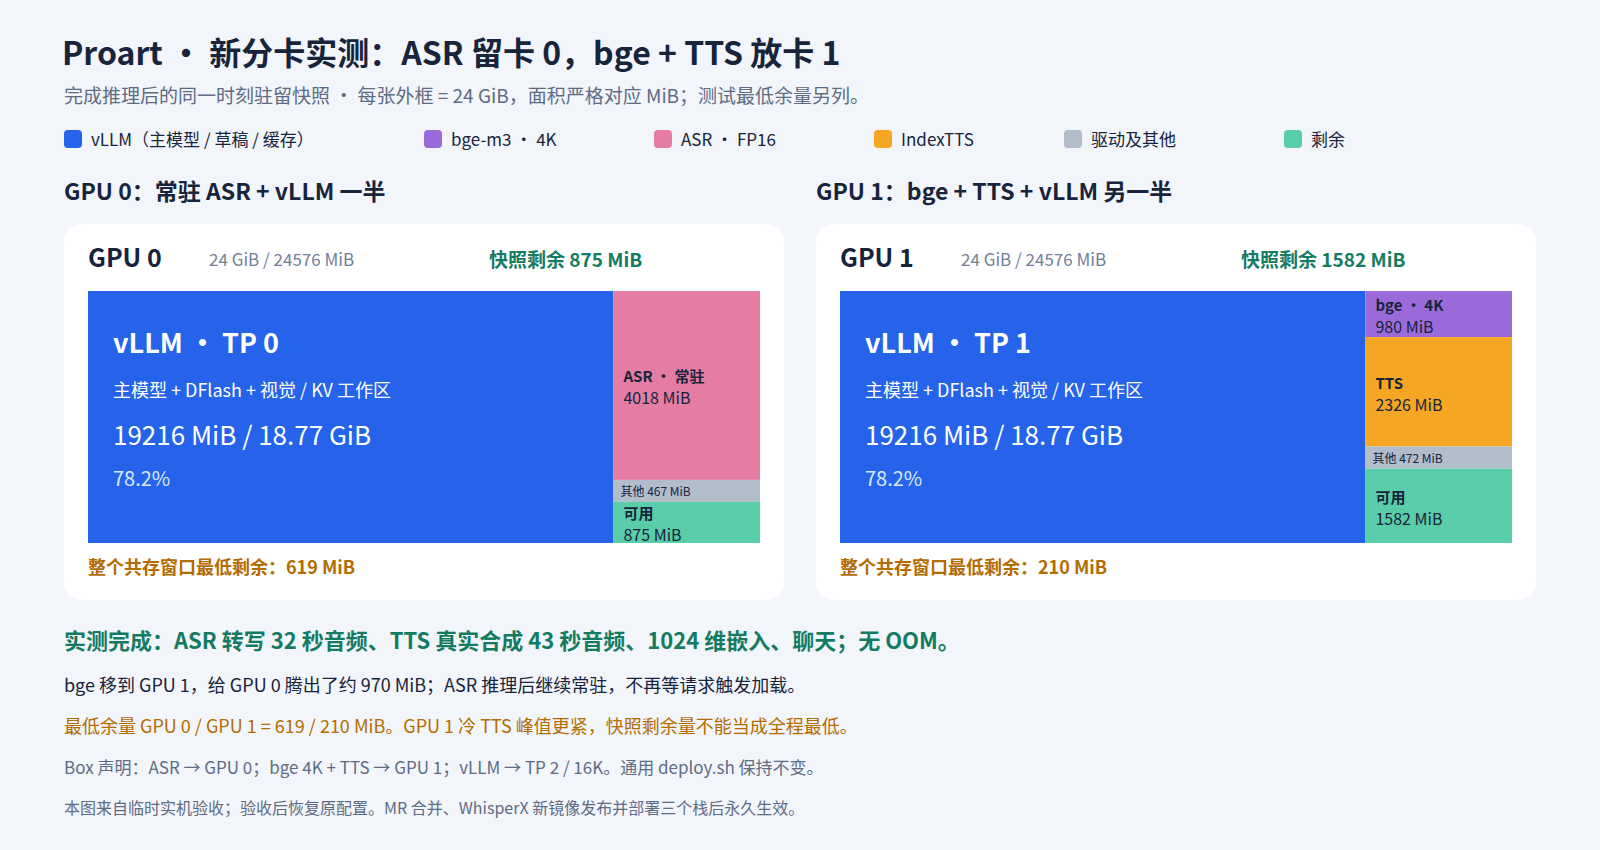 Proart · 新分卡实测：ASR 留卡 0，bge + TTS 放卡 1
完成推理后的同一时刻驻留快照 · 每张外框 = 24 GiB，面积严格对应 MiB；测试最低余量另列。
vLLM（主模型 / 草稿 / 缓存）
bge-m3 · 4K
ASR · FP16
IndexTTS
驱动及其他
剩余
GPU 0：常驻 ASR + vLLM 一半
GPU 0
24 GiB / 24576 MiB
快照剩余 875 MiB
vLLM · TP 0
主模型 + DFlash + 视觉 / KV 工作区
19216 MiB / 18.77 GiB
78.2%
ASR · 常驻
4018 MiB
其他 467 MiB
可用
875 MiB
整个共存窗口最低剩余：619 MiB
GPU 1：bge + TTS + vLLM 另一半
GPU 1
24 GiB / 24576 MiB
快照剩余 1582 MiB
vLLM · TP 1
主模型 + DFlash + 视觉 / KV 工作区
19216 MiB / 18.77 GiB
78.2%
bge · 4K
980 MiB
TTS
2326 MiB
其他 472 MiB
可用
1582 MiB
整个共存窗口最低剩余：210 MiB
实测完成：ASR 转写 32 秒音频、TTS 真实合成 43 秒音频、1024 维嵌入、聊天；无 OOM。
bge 移到 GPU 1，给 GPU 0 腾出了约 970 MiB；ASR 推理后继续常驻，不再等请求触发加载。
最低余量 GPU 0 / GPU 1 = 619 / 210 MiB。GPU 1 冷 TTS 峰值更紧，快照剩余量不能当成全程最低。
Box 声明：ASR → GPU 0；bge 4K + TTS → GPU 1；vLLM → TP 2 / 16K。通用 deploy.sh 保持不变。
本图来自临时实机验收；验收后恢复原配置。MR 合并、WhisperX 新镜像发布并部署三个栈后永久生效。